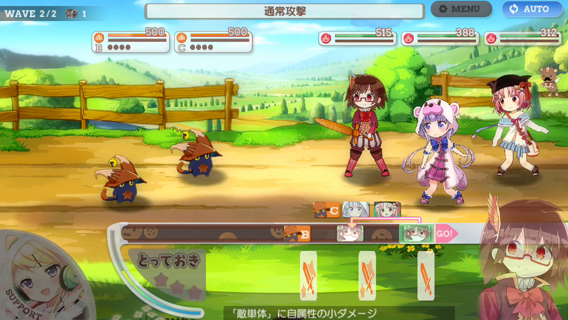 WAVE 2/2 1
通常攻撃
MENU
AUTO
500
B
500
C
515
388
312
C
B
GO!
とっておき
SUPPORT
「敵単体」に自属性の小ダメージ